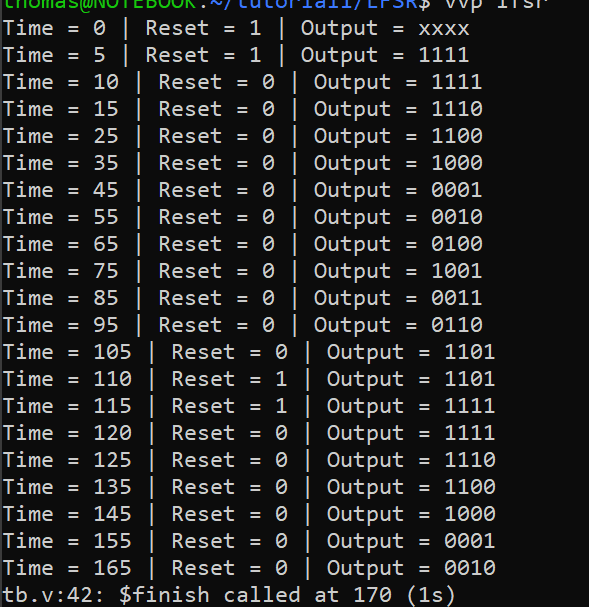 thomas@NOTEBOOK:~/tutorial1/LFSR$ vvp lfsr
Time = 0 | Reset = 1 | Output = xxxx
Time = 5 | Reset = 1 | Output = 1111
Time = 10 | Reset = 0 | Output = 1111
Time = 15 | Reset = 0 | Output = 1110
Time = 25 | Reset = 0 | Output = 1100
Time = 35 | Reset = 0 | Output = 1000
Time = 45 | Reset = 0 | Output = 0001
Time = 55 | Reset = 0 | Output = 0010
Time = 65 | Reset = 0 | Output = 0100
Time = 75 | Reset = 0 | Output = 1001
Time = 85 | Reset = 0 | Output = 0011
Time = 95 | Reset = 0 | Output = 0110
Time = 105 | Reset = 0 | Output = 1101
Time = 110 | Reset = 1 | Output = 1101
Time = 115 | Reset = 1 | Output = 1111
Time = 120 | Reset = 0 | Output = 1111
Time = 125 | Reset = 0 | Output = 1110
Time = 135 | Reset = 0 | Output = 1100
Time = 145 | Reset = 0 | Output = 1000
Time = 155 | Reset = 0 | Output = 0001
Time = 165 | Reset = 0 | Output = 0010
tb.v:42: $finish called at 170 (1s)